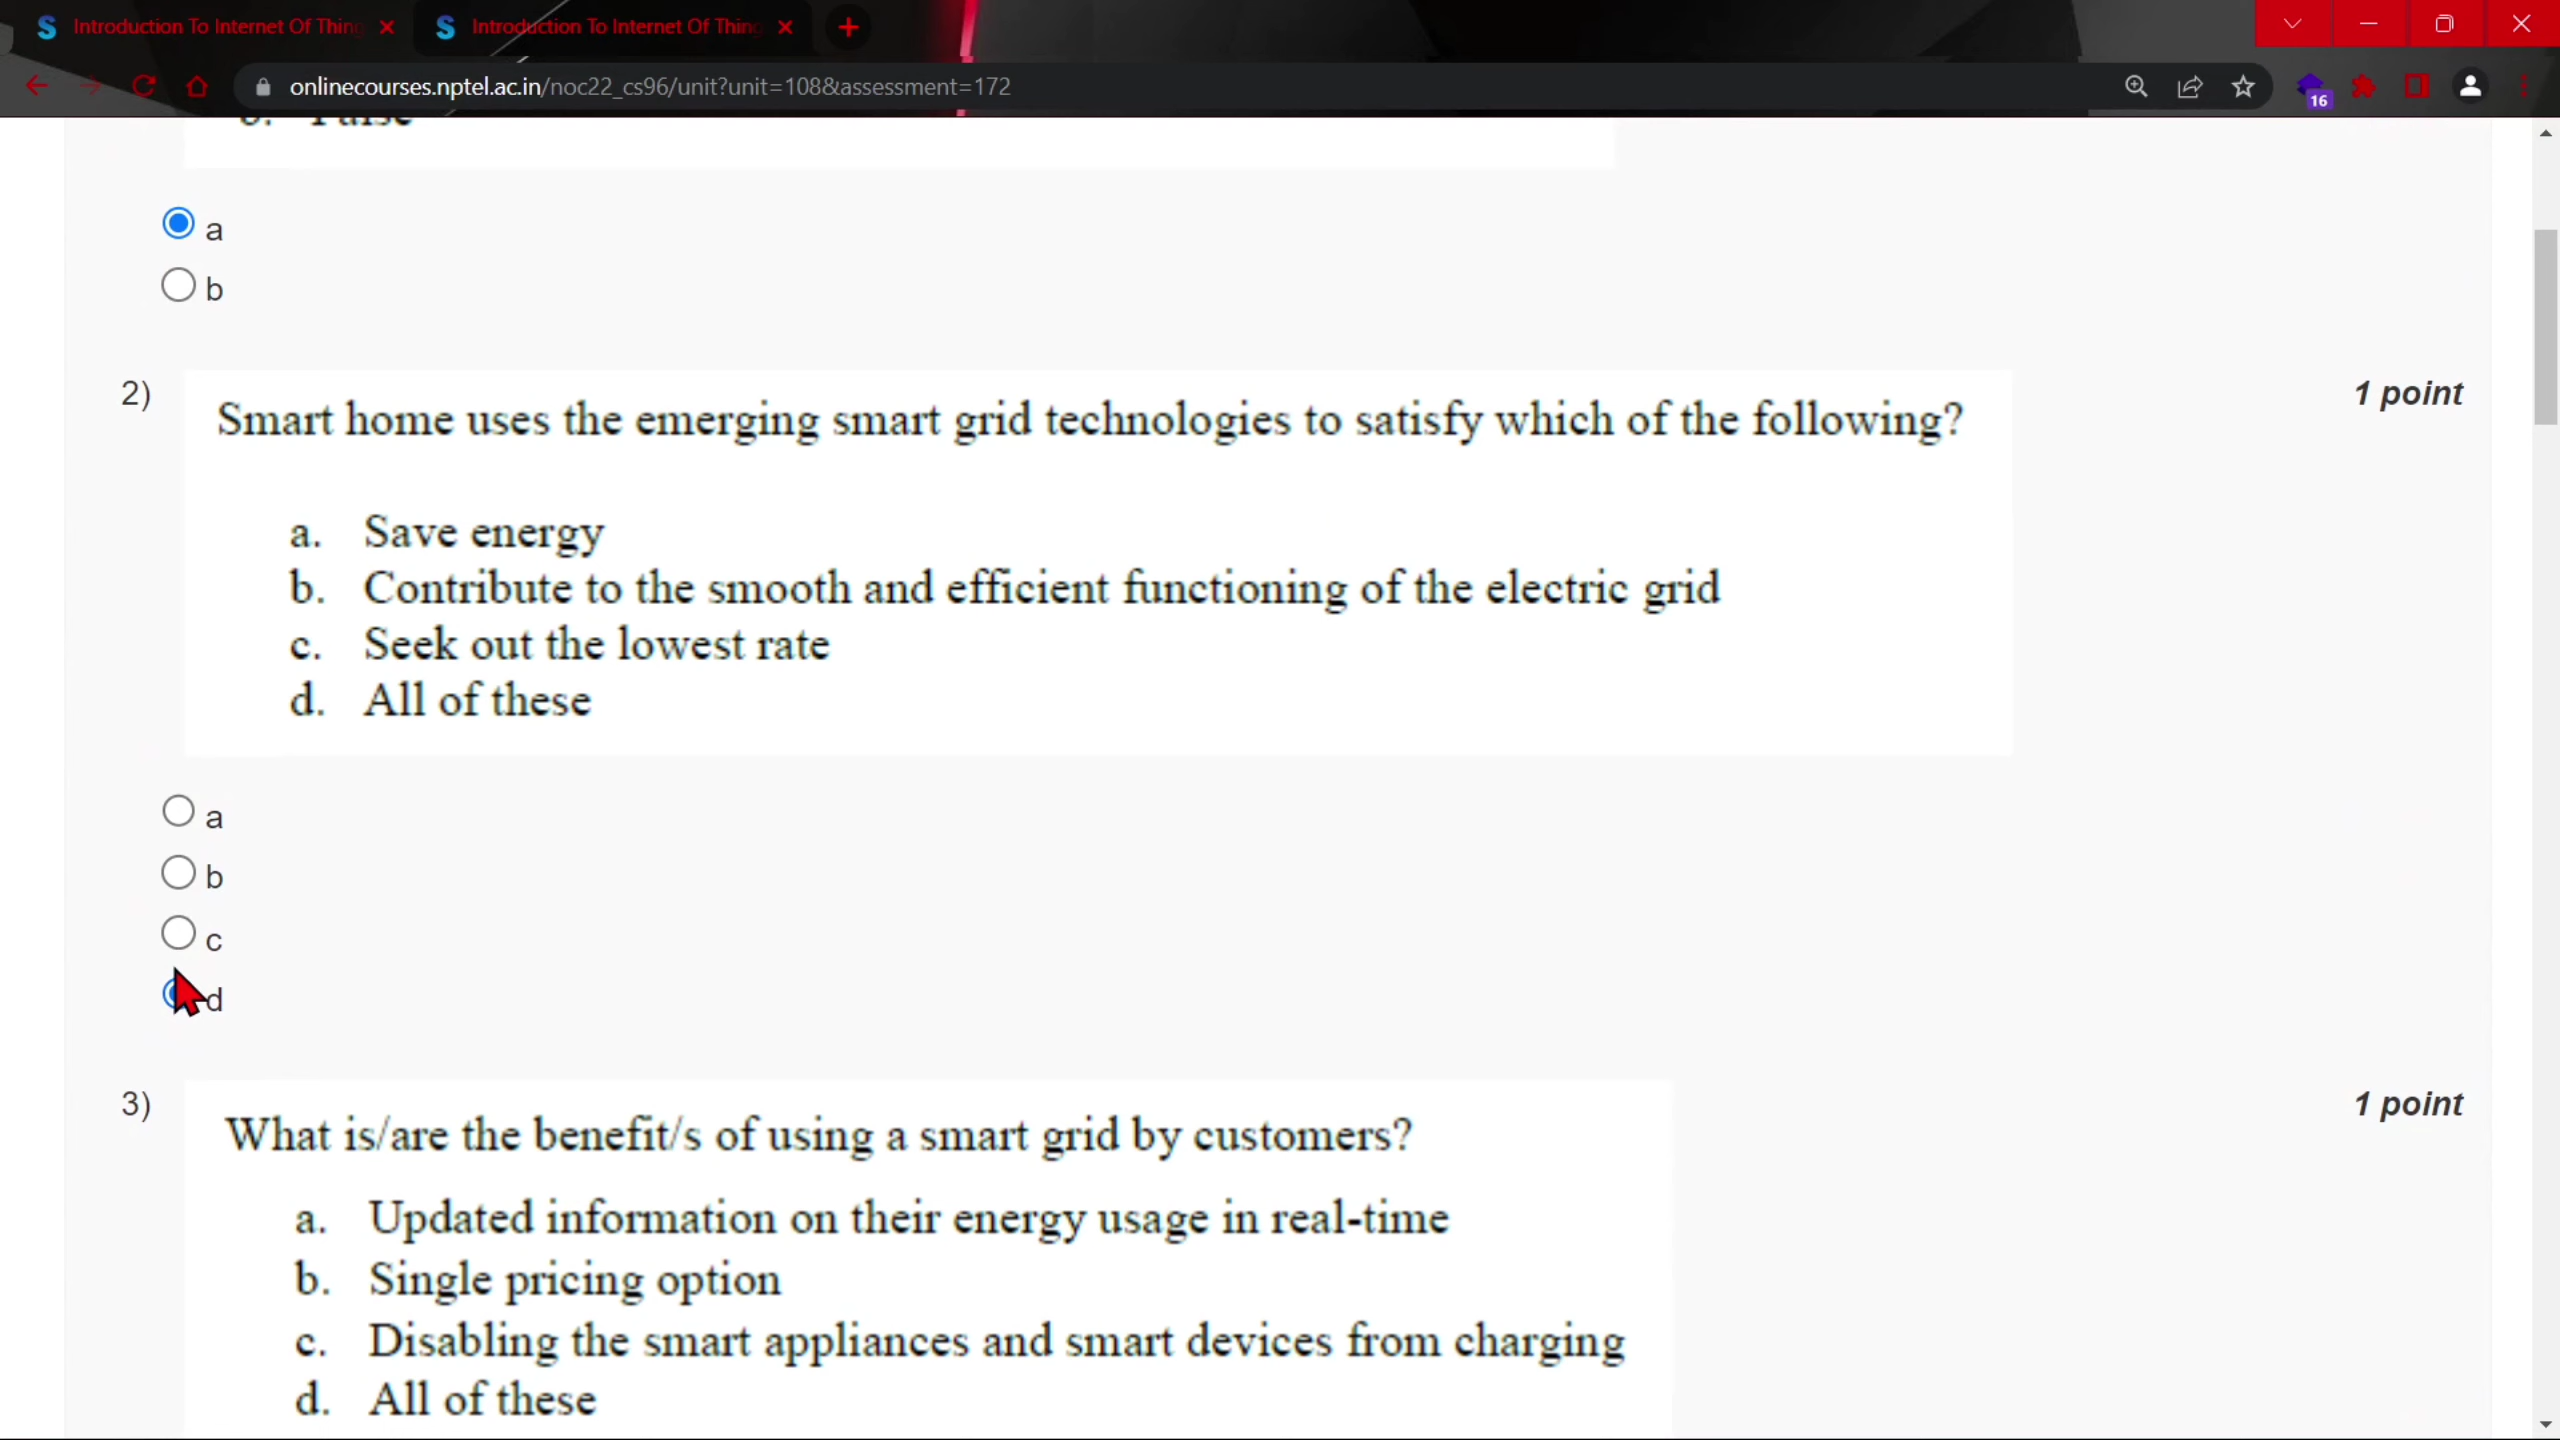 Introduction To Internet Of Thing
Introduction To Internet Of Thing
onlinecourses.nptel.ac.in/noc22_cs96/unit?unit=108&assessment=172
16
b. False
a
b
2)
1 point
Smart home uses the emerging smart grid technologies to satisfy which of the following?
a. Save energy
b. Contribute to the smooth and efficient functioning of the electric grid
c. Seek out the lowest rate
d. All of these
a
b
c
d
3)
1 point
What is/are the benefit/s of using a smart grid by customers?
a. Updated information on their energy usage in real-time
b. Single pricing option
c. Disabling the smart appliances and smart devices from charging
d. All of these